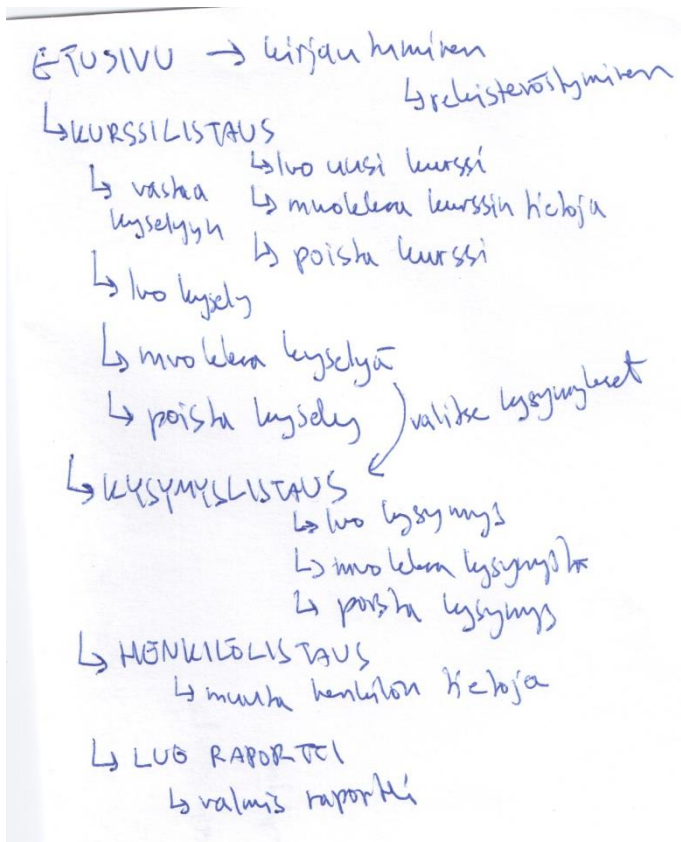 ETUSIVU → kirjautuminen
↳ rekisteröityminen
↳ KURSSILISTAUS
↳ luo uusi kurssi
↳ vastaa kyselyyn
↳ muokkaa kurssin tietoja
↳ poista kurssi
↳ luo kysely
↳ muokkaa kyselyä
↳ poista kysely
valitse kysymykset
↳ KYSYMYSLISTAUS
↳ luo kysymys
↳ muokkaa kysymystä
↳ poista kysymys
↳ HENKILÖLISTAUS
↳ muuta henkilön tietoja
↳ LUO RAPORTTI
↳ valmis raportti